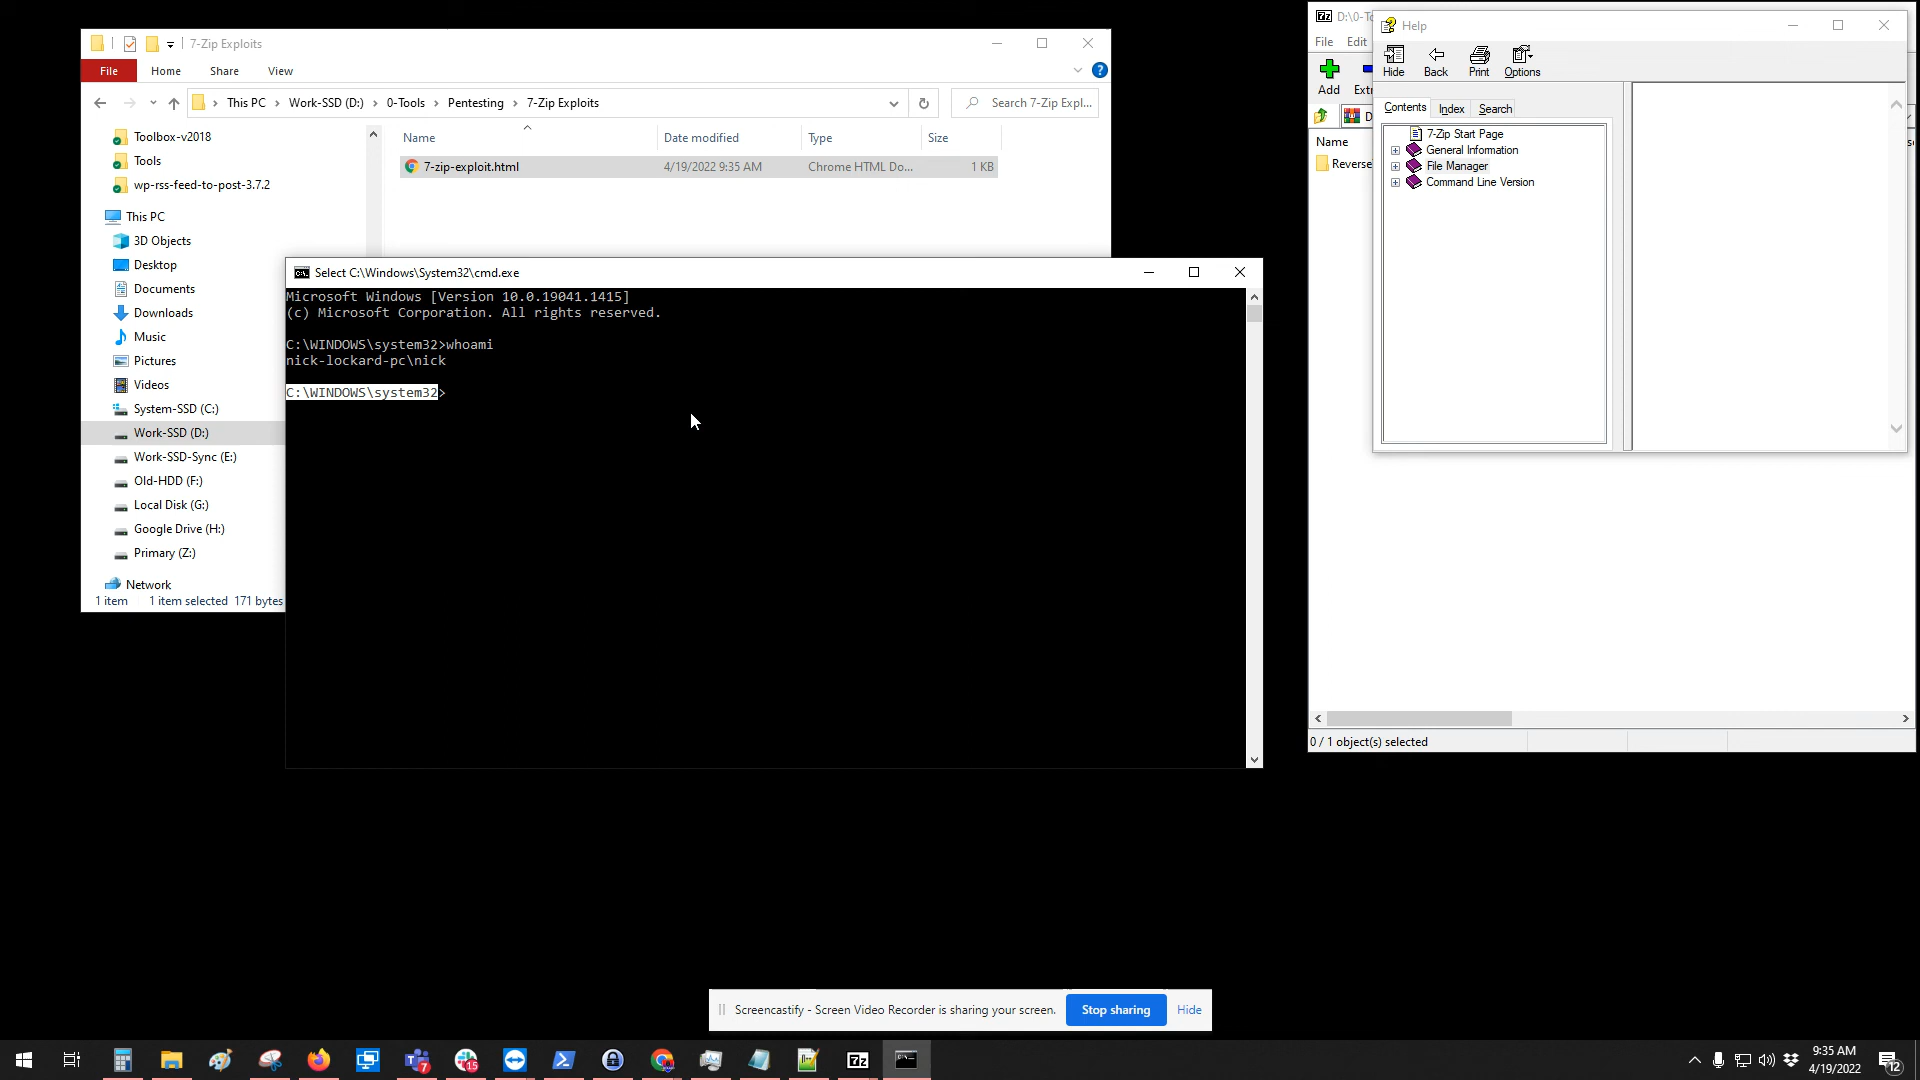 7-Zip Exploits
File Home Share View
This PC Work-SSD (D:) 0-Tools Pentesting 7-Zip Exploits
Search 7-Zip Expl...
Name Date modified Type Size
7-zip-exploit.html 4/19/2022 9:35 AM Chrome HTML Do... 1 KB
Toolbox-v2018
Tools
wp-rss-feed-to-post-3.7.2
This PC
3D Objects
Desktop
Documents
Downloads
Music
Pictures
Videos
System-SSD (C:)
Work-SSD (D:)
Work-SSD-Sync (E:)
Old-HDD (F:)
Local Disk (G:)
Google Drive (H:)
Primary (Z:)
Network
1 item 1 item selected 171 bytes
Select C:\Windows\System32\cmd.exe
Microsoft Windows [Version 10.0.19041.1415]
(c) Microsoft Corporation. All rights reserved.
C:\WINDOWS\system32>whoami
nick-lockard-pc\nick
C:\WINDOWS\system32>
7z D:\0-To
File Edit
Add Extr
Name
Reverse
0 / 1 object(s) selected
Help
Hide Back Print Options
Contents Index Search
7-Zip Start Page
General Information
File Manager
Command Line Version
Screencastify - Screen Video Recorder is sharing your screen. Stop sharing Hide
7
15
7z
9:35 AM
4/19/2022
12